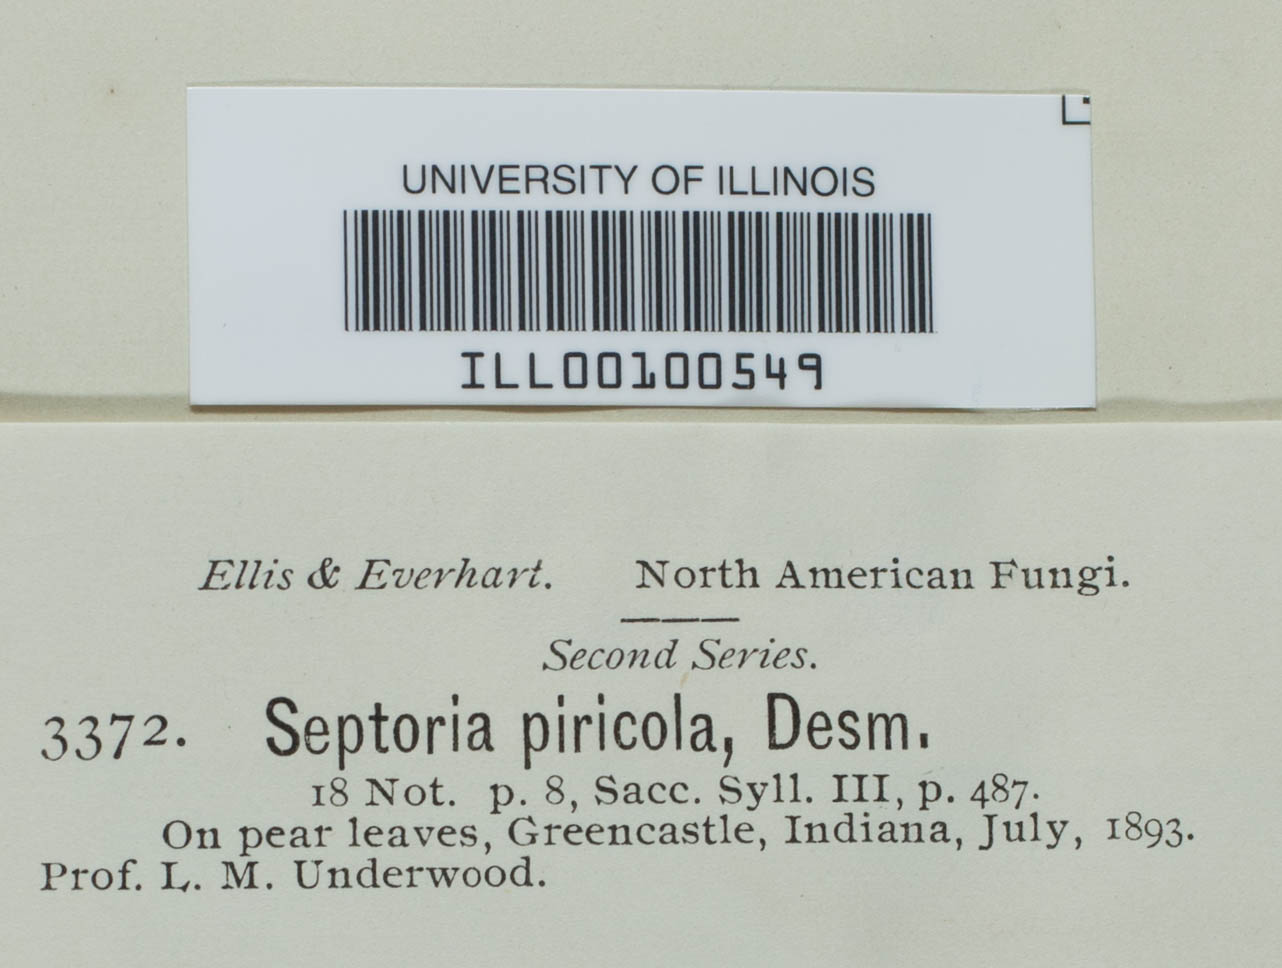 UNIVERSITY OF ILLINOIS
ILL00100549
Ellis & Everhart. North American Fungi.
Second Series.
3372. Septoria piricola, Desm.
18 Not. p. 8, Sacc. Syll. III, p. 487.
On pear leaves, Greencastle, Indiana, July, 1893.
Prof. L. M. Underwood.